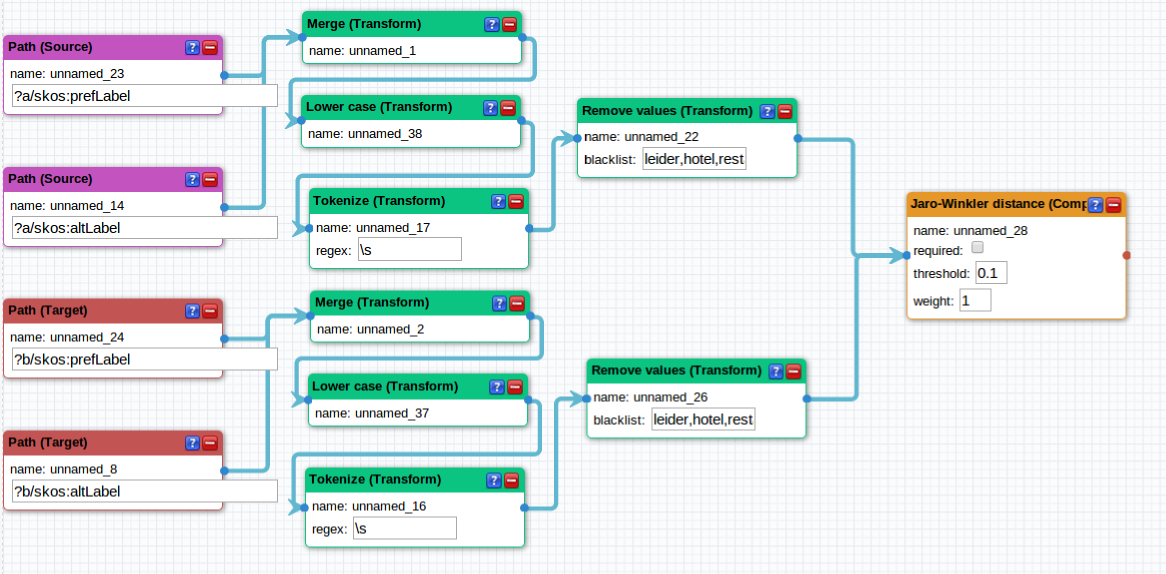 Path (Source) ?
name: unnamed_23
?a/skos:prefLabel
Path (Source) ?
name: unnamed_14
?a/skos:altLabel
Path (Target) ?
name: unnamed_24
?b/skos:prefLabel
Path (Target) ?
name: unnamed_8
?b/skos:altLabel
Merge (Transform) ?
name: unnamed_1
Lower case (Transform) ?
name: unnamed_38
Tokenize (Transform) ?
name: unnamed_17
regex: \s
Merge (Transform) ?
name: unnamed_2
Lower case (Transform) ?
name: unnamed_37
Tokenize (Transform) ?
name: unnamed_16
regex: \s
Remove values (Transform) ?
name: unnamed_22
blacklist: leider,hotel,rest
Remove values (Transform) ?
name: unnamed_26
blacklist: leider,hotel,rest
Jaro-Winkler distance (Comp ?
name: unnamed_28
required:
threshold: 0.1
weight: 1